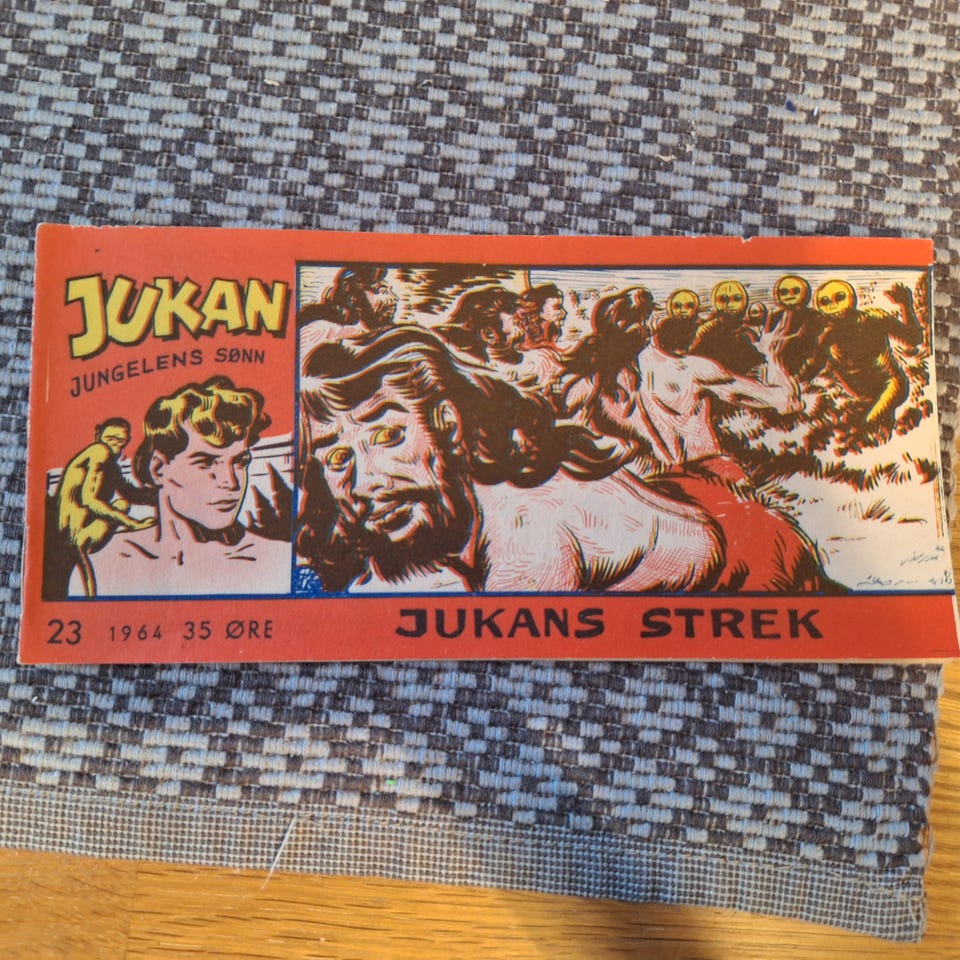 JUKAN
JUNGELENS SØNN
23 1964 35 ØRE
JUKANS STREK